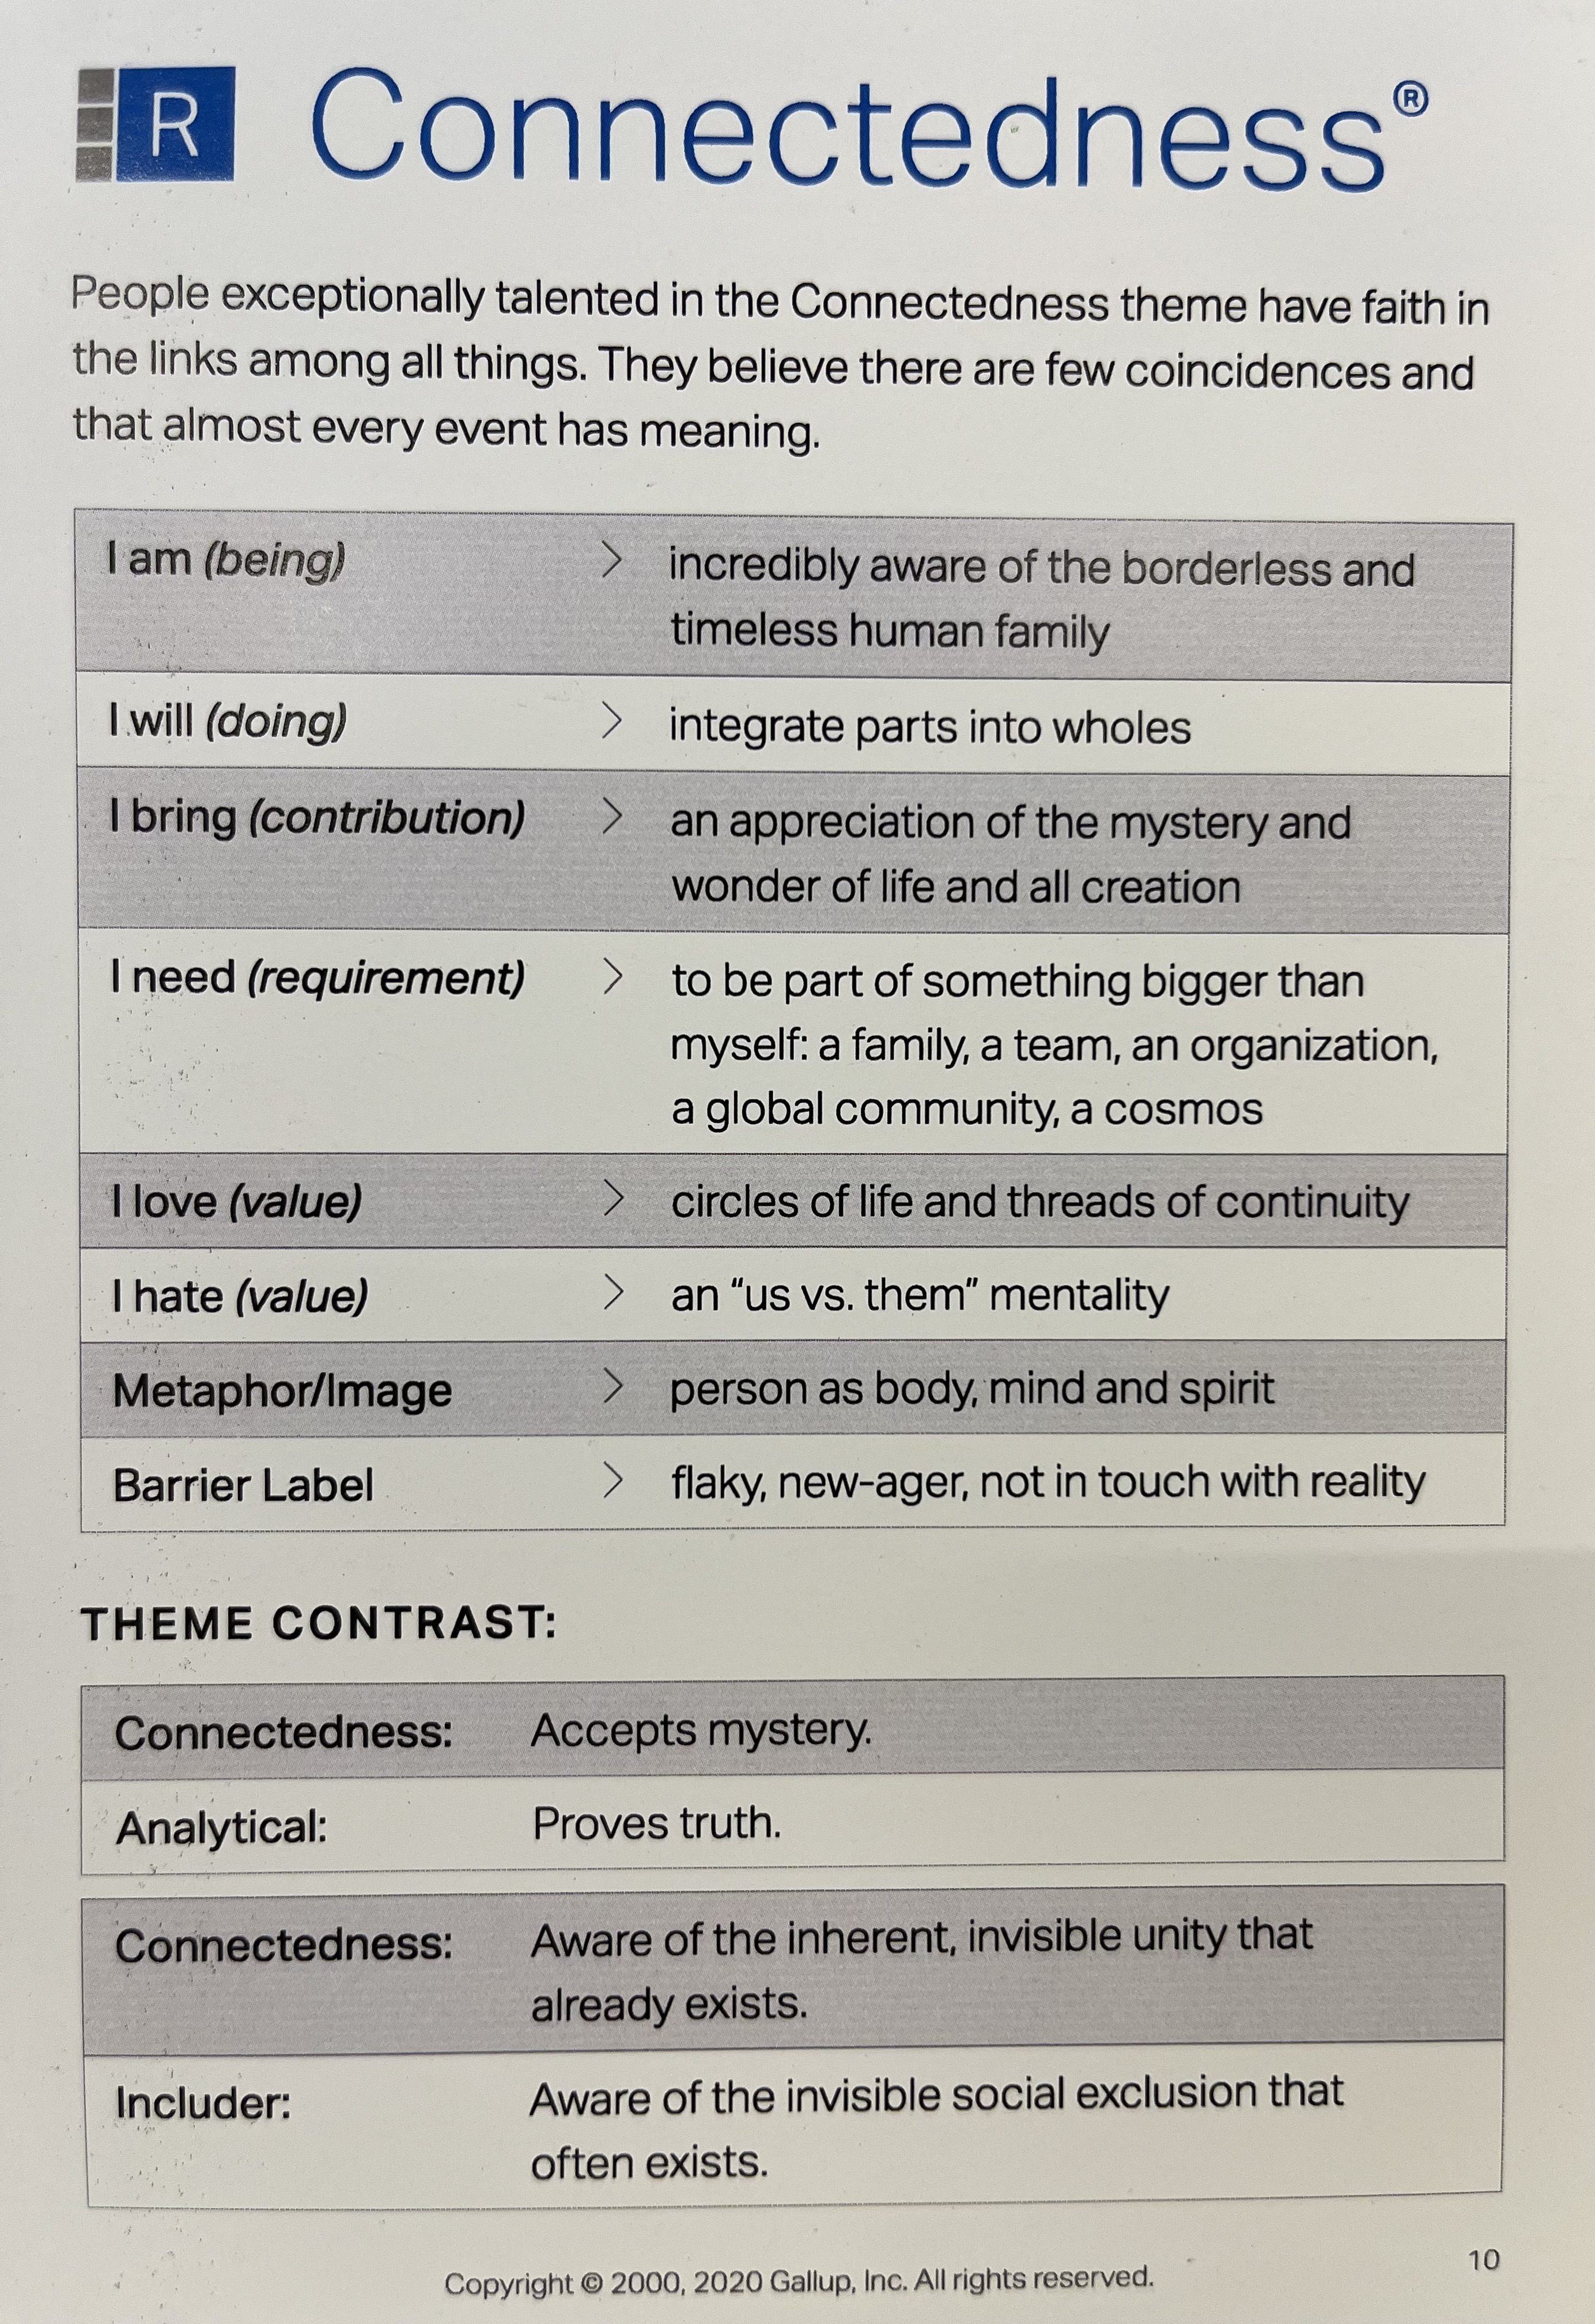 R Connectedness®
People exceptionally talented in the Connectedness theme have faith in
the links among all things. They believe there are few coincidences and
that almost every event has meaning.
I am (being) > incredibly aware of the borderless and
timeless human family
I will (doing) > integrate parts into wholes
I bring (contribution) > an appreciation of the mystery and
wonder of life and all creation
I need (requirement) > to be part of something bigger than
myself: a family, a team, an organization,
a global community, a cosmos
I love (value) > circles of life and threads of continuity
I hate (value) > an “us vs. them” mentality
Metaphor/Image > person as body, mind and spirit
Barrier Label > flaky, new-ager, not in touch with reality
THEME CONTRAST:
Connectedness: Accepts mystery.
Analytical: Proves truth.
Connectedness: Aware of the inherent, invisible unity that
already exists.
Includer: Aware of the invisible social exclusion that
often exists.
10
Copyright © 2000, 2020 Gallup, Inc. All rights reserved.